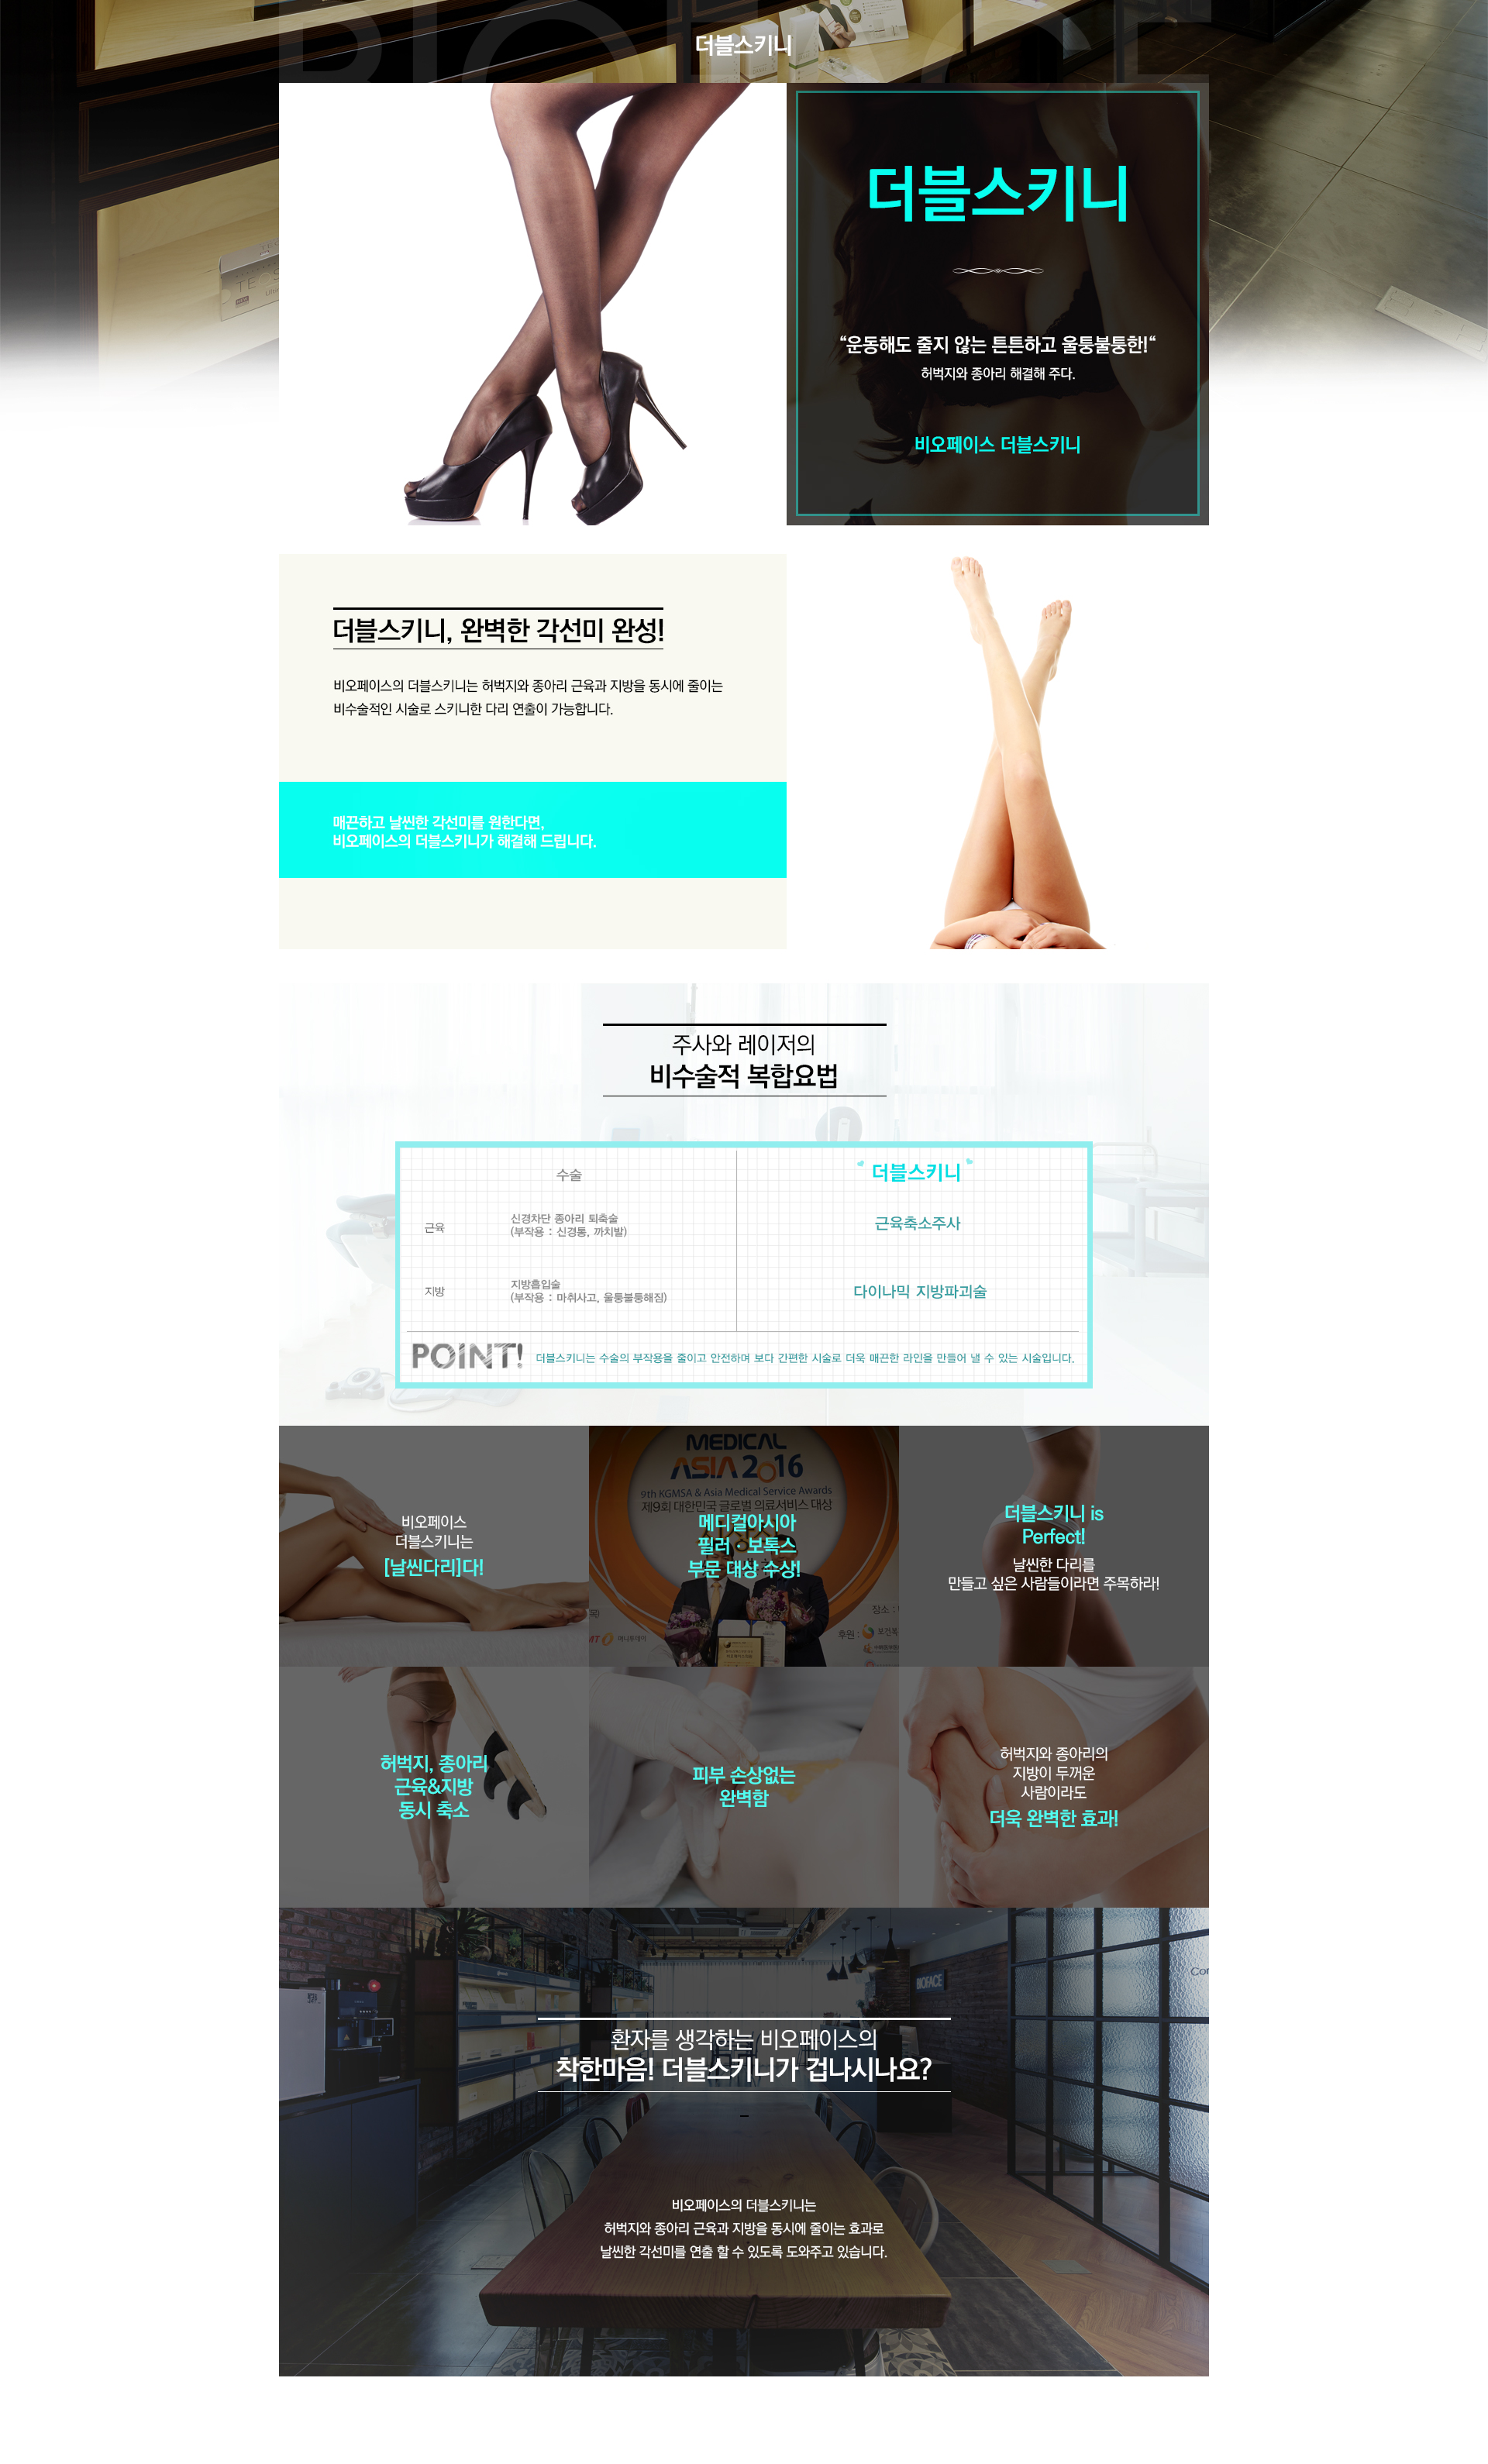 BIOFACE
더블스키니
더블스키니
“운동해도 줄지 않는 튼튼하고 울퉁불퉁한!“
허벅지와 종아리 해결해 주다.
비오페이스 더블스키니
더블스키니, 완벽한 각선미 완성!
비오페이스의 더블스키니는 허벅지와 종아리 근육과 지방을 동시에 줄이는
비수술적인 시술로 스키니한 다리 연출이 가능합니다.
매끈하고 날씬한 각선미를 원한다면,
비오페이스의 더블스키니가 해결해 드립니다.
주사와 레이저의
비수술적 복합요법
수술
더블스키니
근육
신경차단 종아리 퇴축술
(부작용 : 신경통, 까치발)
근육축소주사
지방
지방흡입술
(부작용 : 마취사고, 울퉁불퉁해짐)
다이나믹 지방파괴술
POINT!
더블스키니는 수술의 부작용을 줄이고 안전하며 보다 간편한 시술로 더욱 매끈한 라인을 만들어 낼 수 있는 시술입니다.
비오페이스
더블스키니는
[날씬다리]다!
MEDICAL
ASIA 2016
9th KGMSA & Asia Medical Service Awards
제9회 대한민국 글로벌 의료서비스 대상
메디컬아시아
필러 · 보톡스
부문 대상 수상!
장소 :
후원 :
더블스키니 is
Perfect!
날씬한 다리를
만들고 싶은 사람들이라면 주목하라!
허벅지, 종아리
근육&지방
동시 축소
피부 손상없는
완벽함
허벅지와 종아리의
지방이 두꺼운
사람이라도
더욱 완벽한 효과!
BIOFACE
환자를 생각하는 비오페이스의
착한마음! 더블스키니가 겁나시나요?
비오페이스의 더블스키니는
허벅지와 종아리 근육과 지방을 동시에 줄이는 효과로
날씬한 각선미를 연출 할 수 있도록 도와주고 있습니다.